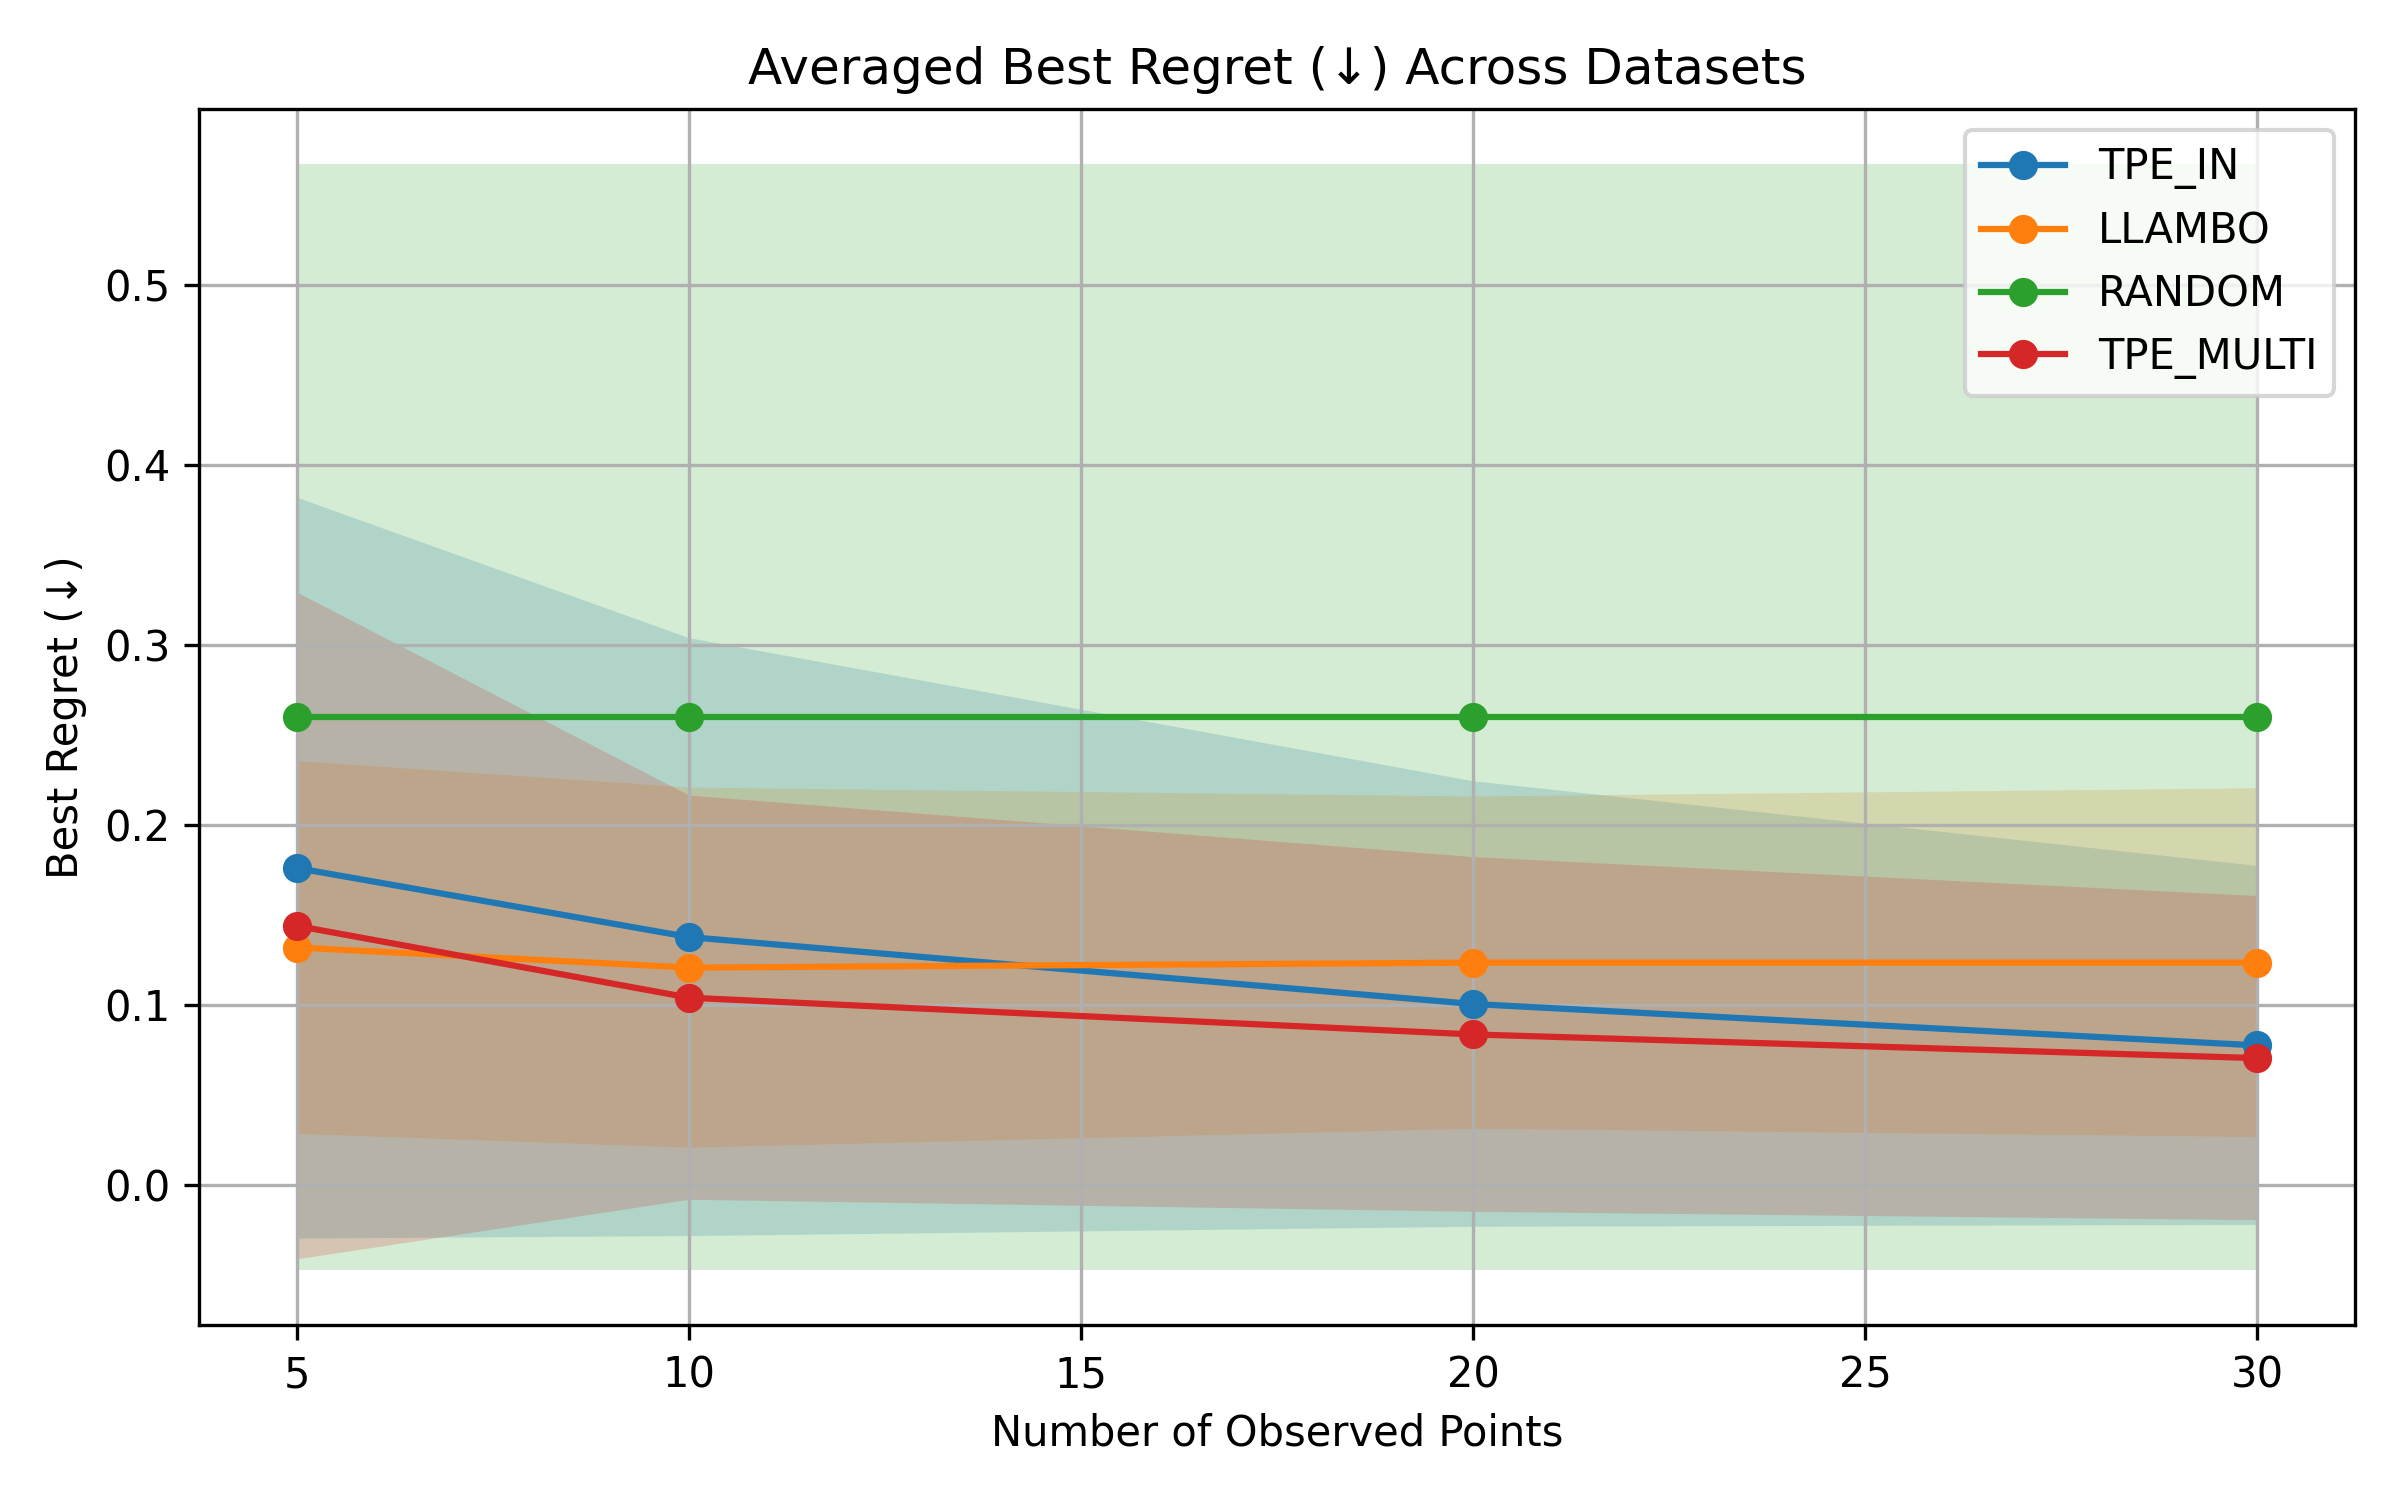 Averaged Best Regret (↓) Across Datasets
TPE_IN
LLAMBO
RANDOM
TPE_MULTI
0.5
0.4
0.3
0.2
0.1
0.0
Best Regret (↓)
5 10 15 20 25 30
Number of Observed Points